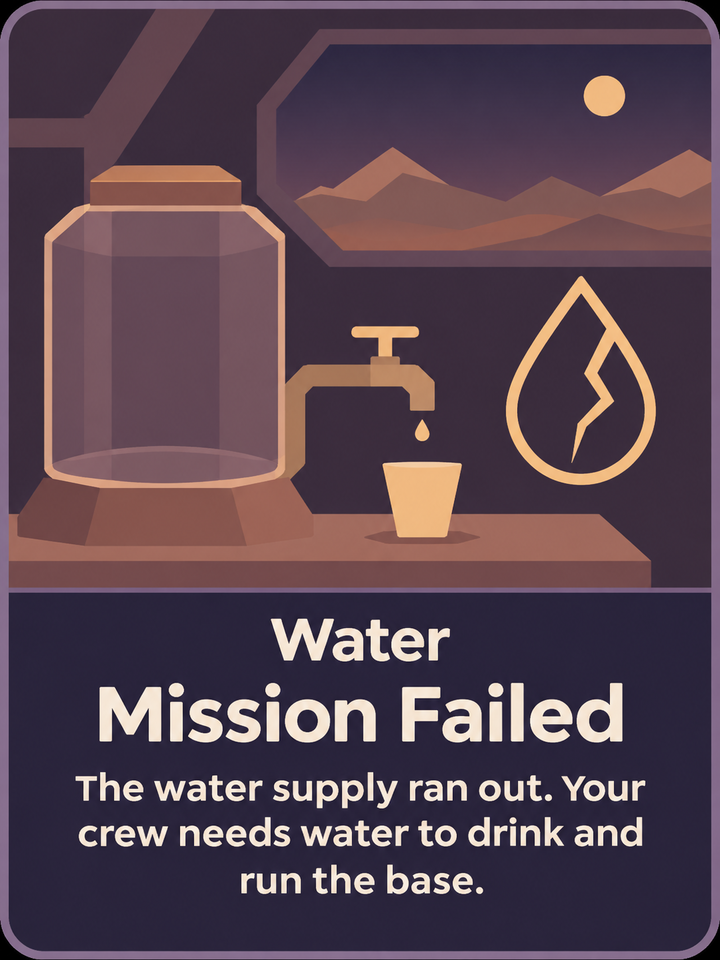 Water
Mission Failed
The water supply ran out. Your
crew needs water to drink and
run the base.